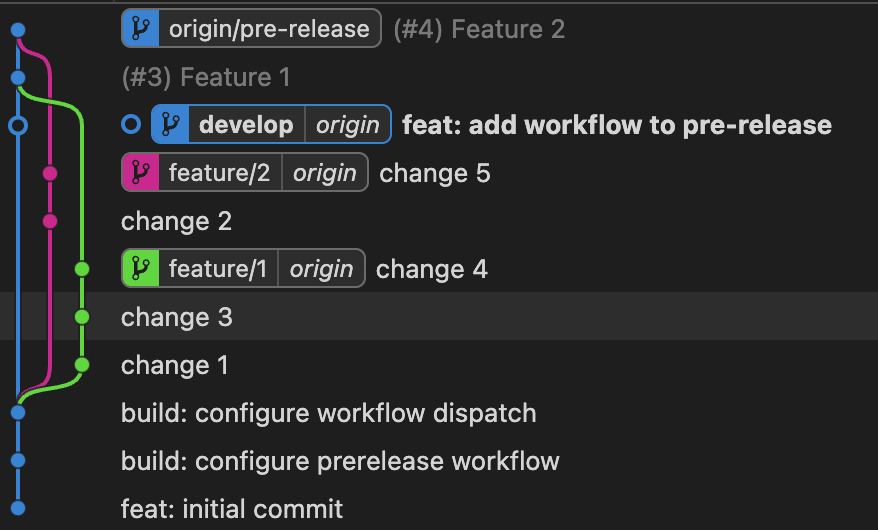 origin/pre-release (#4) Feature 2
(#3) Feature 1
develop origin feat: add workflow to pre-release
feature/2 origin change 5
change 2
feature/1 origin change 4
change 3
change 1
build: configure workflow dispatch
build: configure prerelease workflow
feat: initial commit